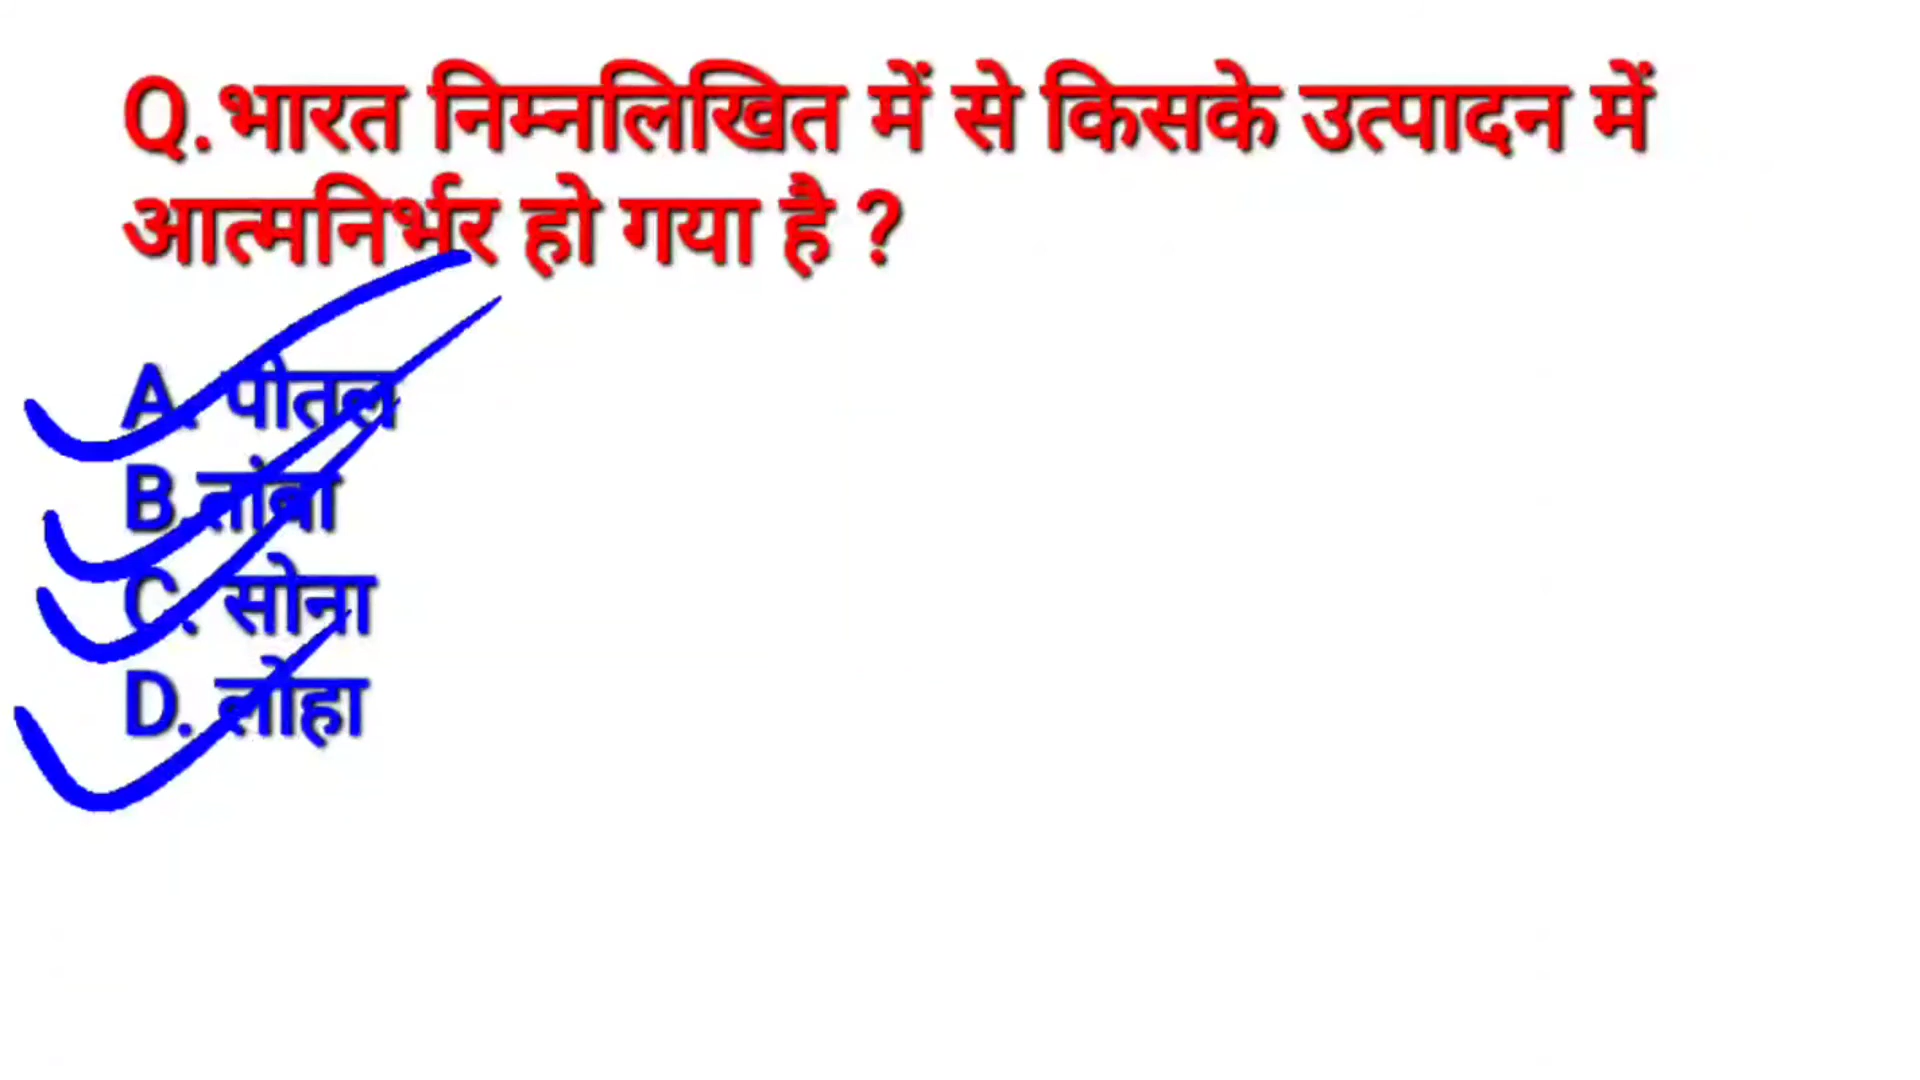 Q.भारत निम्नलिखित में से किसके उत्पादन में
आत्मनिर्भर हो गया है ?
A. पीतल
B.तांबा
C. सोना
D. लोहा